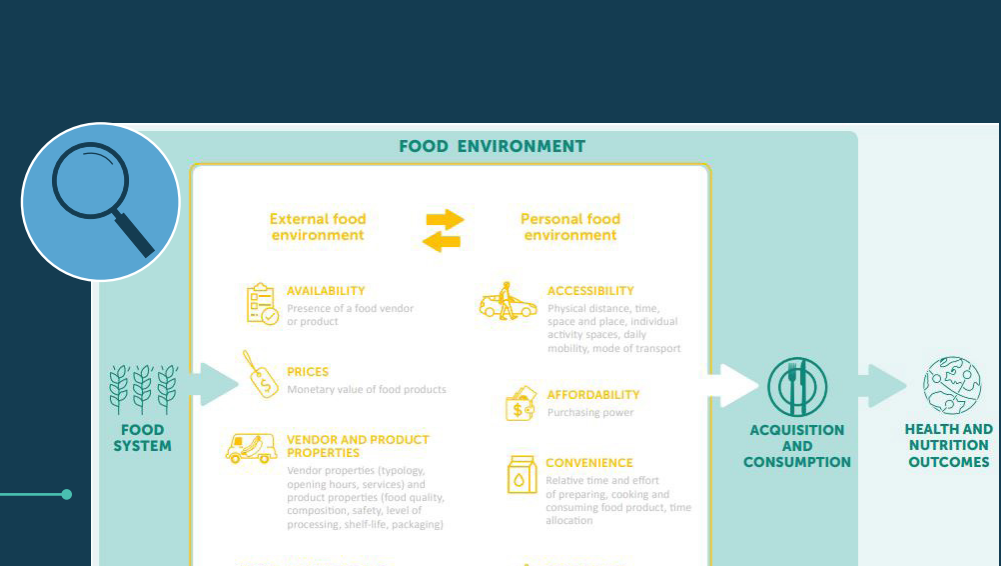 FOOD ENVIRONMENT
External food
environment
Personal food
environment
AVAILABILITY
Presence of a food vendor
or product
PRICES
Monetary value of food products
VENDOR AND PRODUCT
PROPERTIES
Vendor properties (typology,
opening hours, services) and
product properties (food quality,
composition, safety, level of
processing, shelf-life, packaging)
ACCESSIBILITY
Physical distance, time,
space and place, individual
activity spaces, daily
mobility, mode of transport
AFFORDABILITY
Purchasing power
CONVENIENCE
Relative time and effort
of preparing, cooking and
consuming food product, time
allocation
FOOD
SYSTEM
ACQUISITION
AND
CONSUMPTION
HEALTH AND
NUTRITION
OUTCOMES